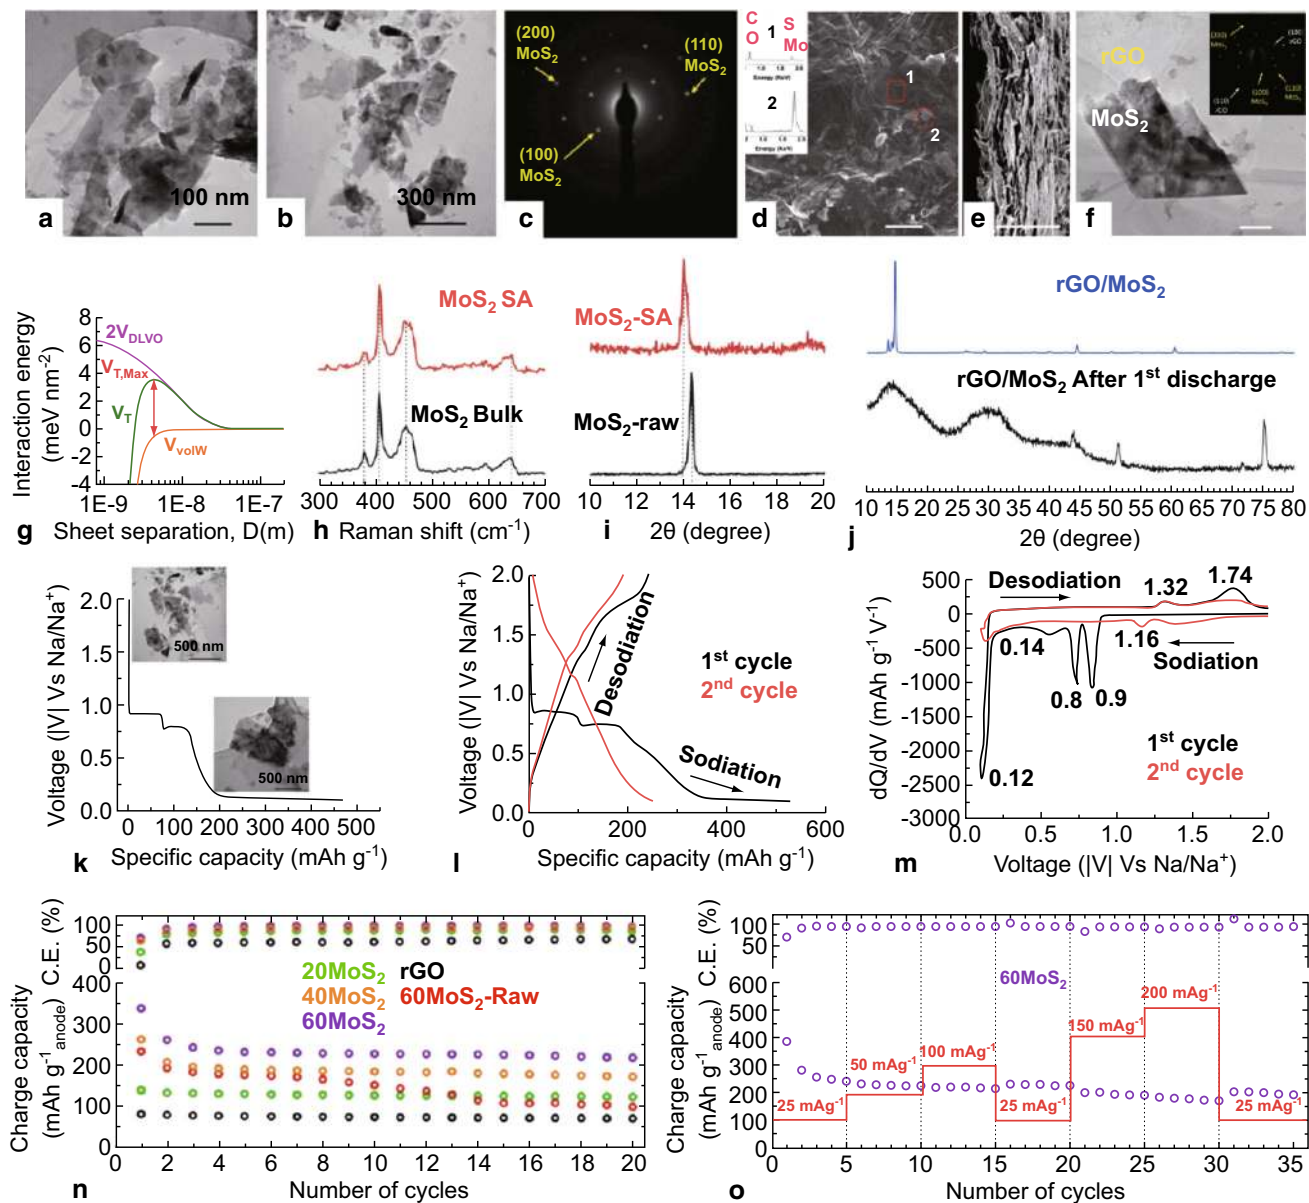 a
100 nm
b
300 nm
c
(200)
MoS2
(110)
MoS2
(100)
MoS2
d
C
O
S
Mo
1
Energy (KeV)
2
Energy (KeV)
1
2
e
f
rGO
MoS2
g
Interaction energy
(meV nm-2)
8
6
4
2
0
-2
-4
2VDLVO
VT,Max
VT
VvolW
1E-9 1E-8 1E-7
Sheet separation, D(m)
h
MoS2 SA
MoS2 Bulk
300 400 500 600 700
Raman shift (cm-1)
i
MoS2-SA
MoS2-raw
10 12 14 16 18 20
2θ (degree)
j
rGO/MoS2
rGO/MoS2 After 1st discharge
10 15 20 25 30 35 40 45 50 55 60 65 70 75 80
2θ (degree)
k
Voltage (|V| Vs Na/Na+)
2.0
1.5
1.0
0.5
0.0
500 nm
500 nm
0 100 200 300 400 500
Specific capacity (mAh g-1)
l
Voltage (|V| Vs Na/Na+)
2.0
1.5
1.0
0.5
0.0
Desodiation
1st cycle
2nd cycle
Sodiation
0 200 400 600
Specific capacity (mAh g-1)
m
dQ/dV (mAh g-1 V-1)
500
0
-500
-1000
-1500
-2000
-2500
-3000
Desodiation
1.32
1.74
0.14
1.16
Sodiation
0.8
0.9
1st cycle
2nd cycle
0.12
0.0 0.5 1.0 1.5 2.0
Voltage (|V| Vs Na/Na+)
n
C.E. (%)
100
50
0
Charge capacity
(mAh g-1 anode)
400
300
200
100
0
20MoS2
rGO
40MoS2
60MoS2-Raw
60MoS2
0 2 4 6 8 10 12 14 16 18 20
Number of cycles
o
C.E. (%)
100
50
0
Charge capacity
(mAh g-1 anode)
600
500
400
300
200
100
0
60MoS2
25 mAg-1
50 mAg-1
100 mAg-1
25 mAg-1
150 mAg-1
200 mAg-1
25 mAg-1
0 5 10 15 20 25 30 35
Number of cycles